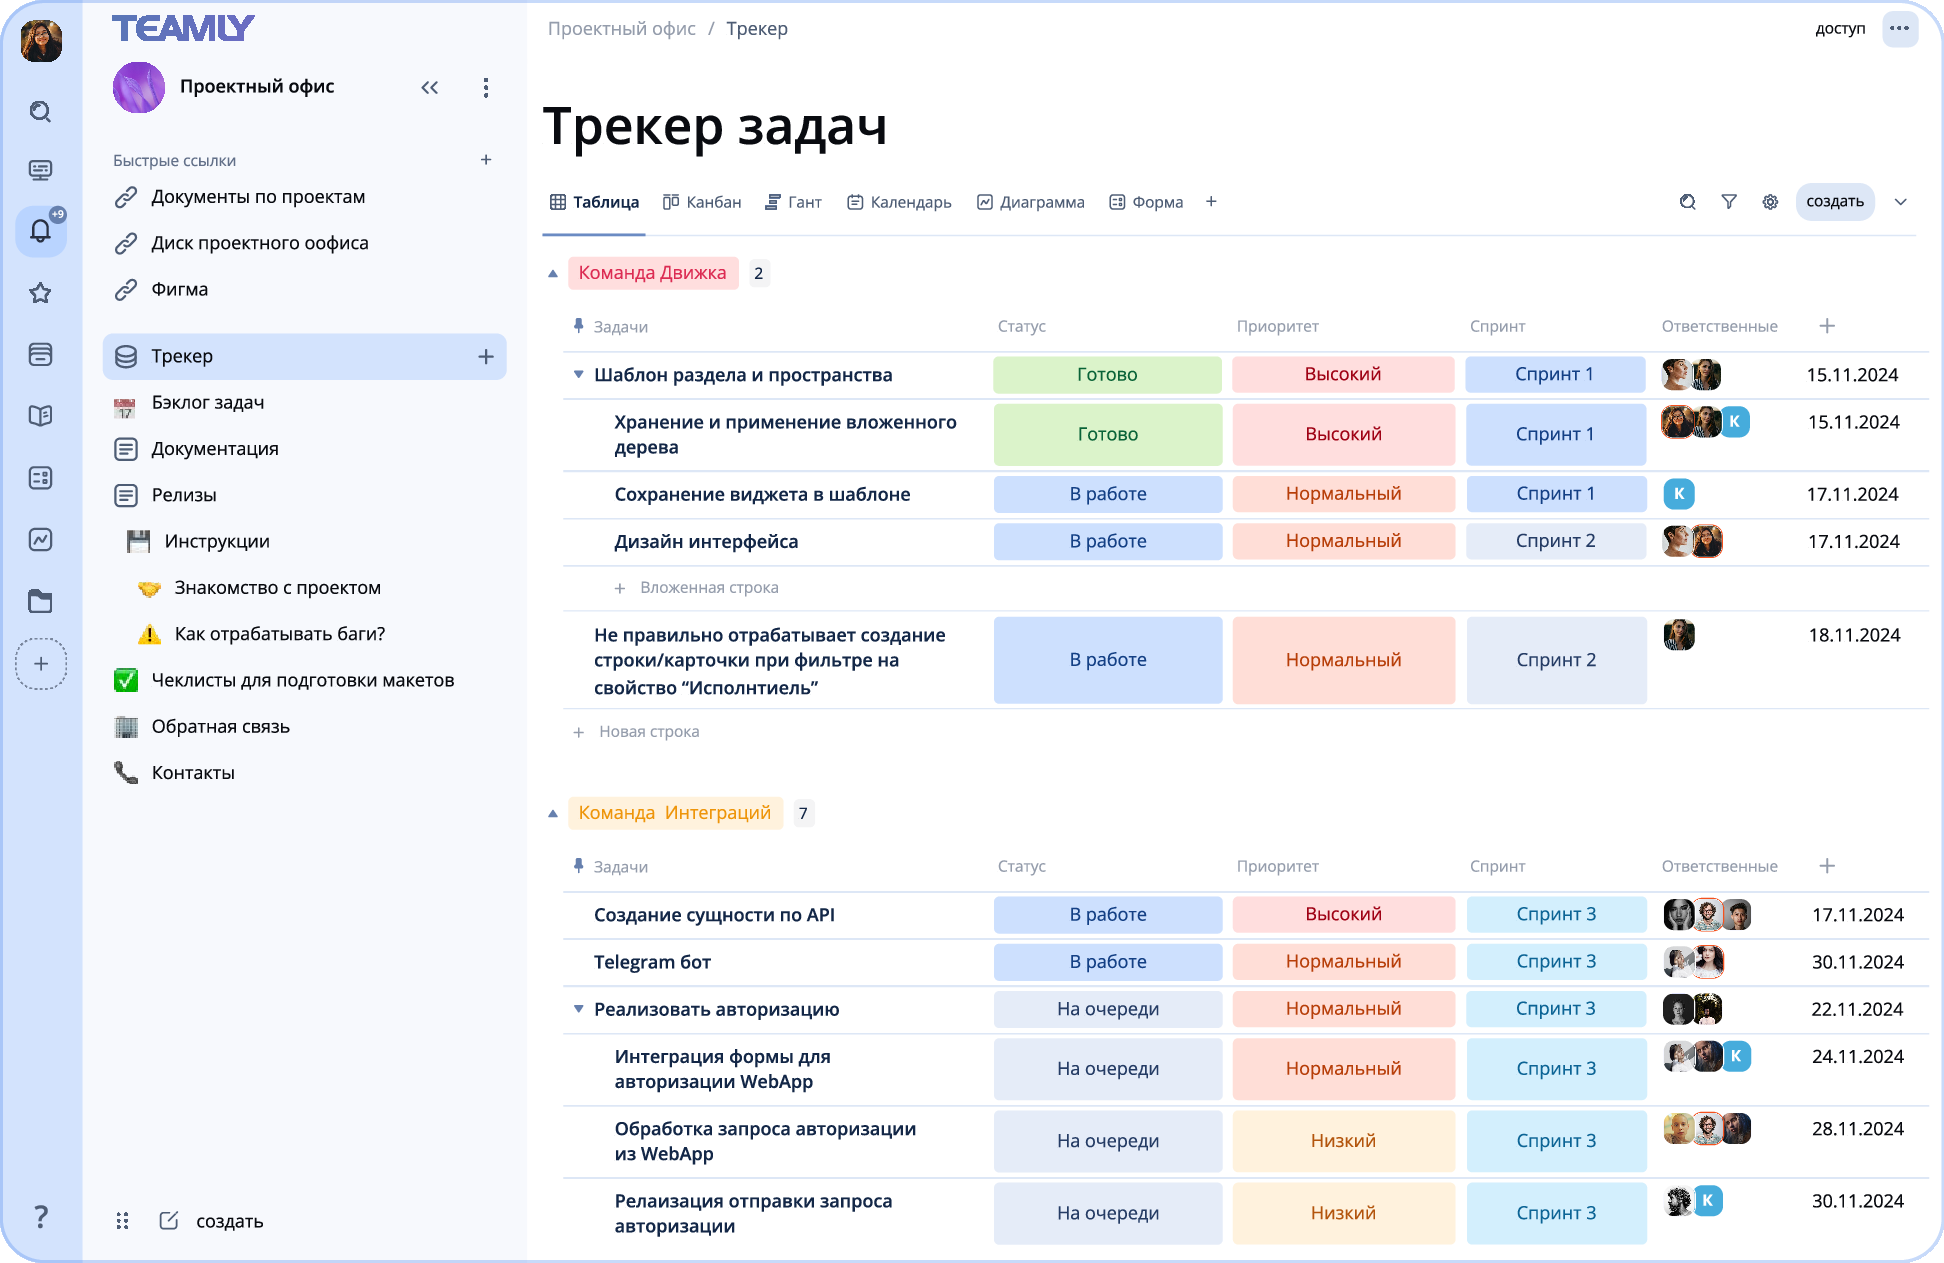 TEAMLY
Проектный офис
Быстрые ссылки
Документы по проектам
Диск проектного оофиса
+9
Фигма
Трекер
Бэклог задач
17
Документация
Релизы
Инструкции
Знакомство с проектом
Как отрабатывать баги?
Чеклисты для подготовки макетов
Обратная связь
Контакты
?
создать
Проектный офис / Трекер
доступ
Трекер задач
Таблица Канбан Гант Календарь Диаграмма Форма +
создать
Команда Движка 2
Задачи Статус Приоритет Спринт Ответственные +
Шаблон раздела и пространства Готово Высокий Спринт 1 15.11.2024
Хранение и применение вложенного
дерева
Готово Высокий Спринт 1 K 15.11.2024
Сохранение виджета в шаблоне В работе Нормальный Спринт 1 K 17.11.2024
Дизайн интерфейса В работе Нормальный Спринт 2 17.11.2024
+ Вложенная строка
Не правильно отрабатывает создание
строки/карточки при фильтре на
свойство “Исполнтиель”
В работе Нормальный Спринт 2 18.11.2024
+ Новая строка
Команда Интеграций 7
Задачи Статус Приоритет Спринт Ответственные +
Создание сущности по API В работе Высокий Спринт 3 17.11.2024
Telegram бот В работе Нормальный Спринт 3 30.11.2024
Реализовать авторизацию На очереди Нормальный Спринт 3 22.11.2024
Интеграция формы для
авторизации WebApp
На очереди Нормальный Спринт 3 K 24.11.2024
Обработка запроса авторизации
из WebApp
На очереди Низкий Спринт 3 28.11.2024
Релаизация отправки запроса
авторизации
На очереди Низкий Спринт 3 K 30.11.2024